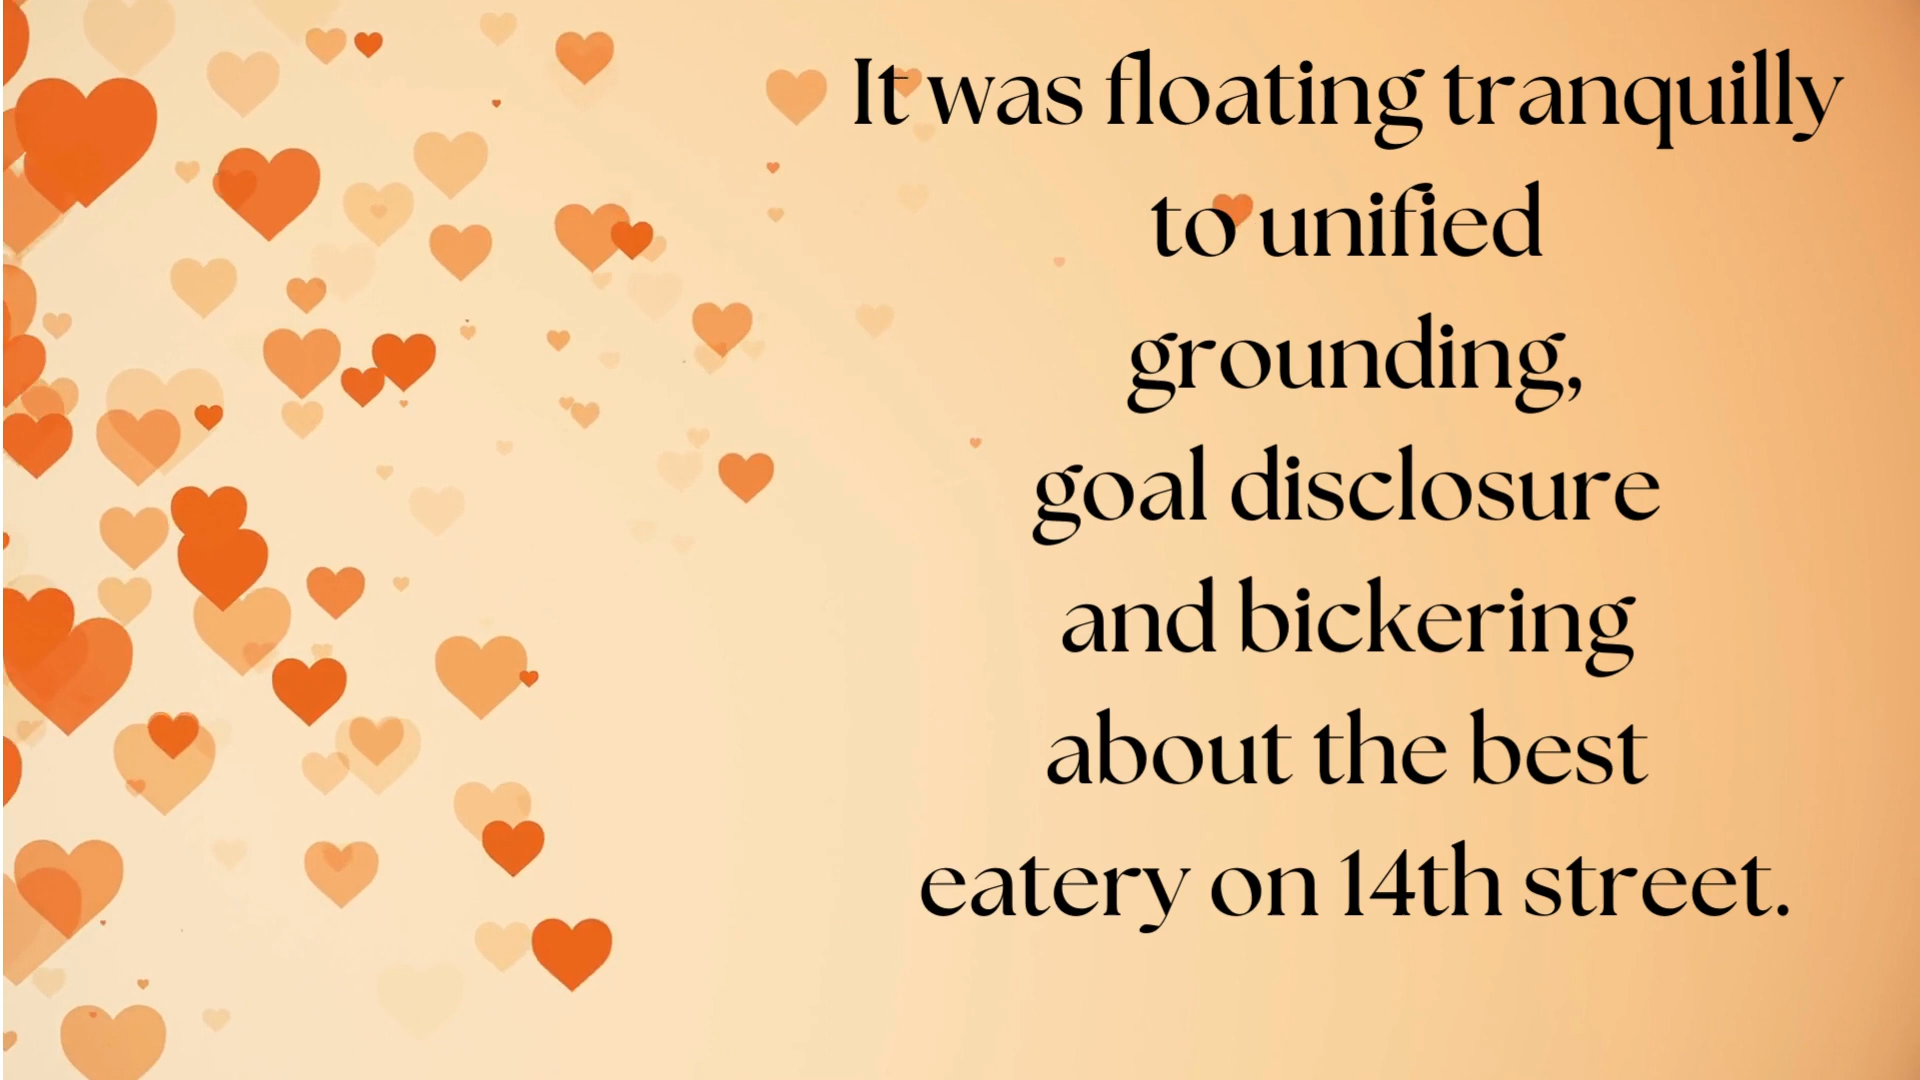 It was floating tranquilly
to unified
grounding,
goal disclosure
and bickering
about the best
eatery on 14th street.